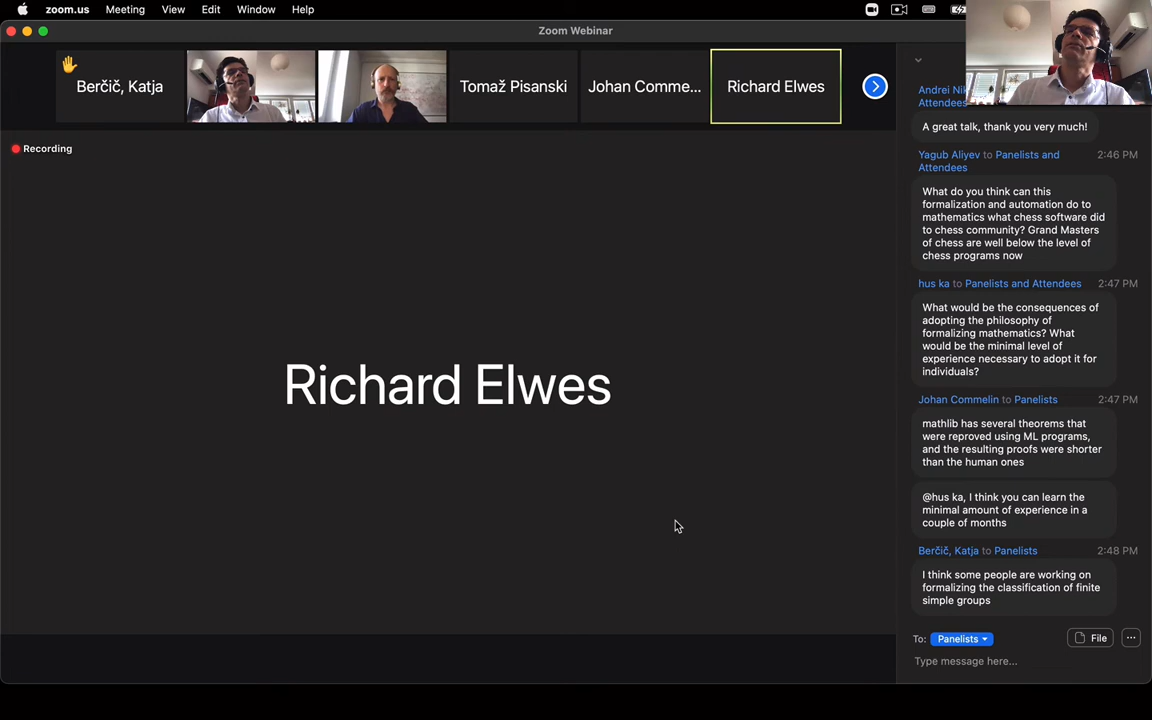 zoom.us Meeting View Edit Window Help
Zoom Webinar
Berčič, Katja
Tomaž Pisanski
Johan Comme...
Richard Elwes
Recording
Richard Elwes
Andrei
Attendees
A great talk, thank you very much!
Yagub Aliyev to Panelists and 2:46 PM
Attendees
What do you think can this
formalization and automation do to
mathematics what chess software did
to chess community? Grand Masters
of chess are well below the level of
chess programs now
hus ka to Panelists and Attendees 2:47 PM
What would be the consequences of
adopting the philosophy of
formalizing mathematics? What
would be the minimal level of
experience necessary to adopt it for
individuals?
Johan Commelin to Panelists 2:47 PM
mathlib has several theorems that
were reproved using ML programs,
and the resulting proofs were shorter
than the human ones
@hus ka, I think you can learn the
minimal amount of experience in a
couple of months
Berčič, Katja to Panelists 2:48 PM
I think some people are working on
formalizing the classification of finite
simple groups
To: Panelists File ...
Type message here...